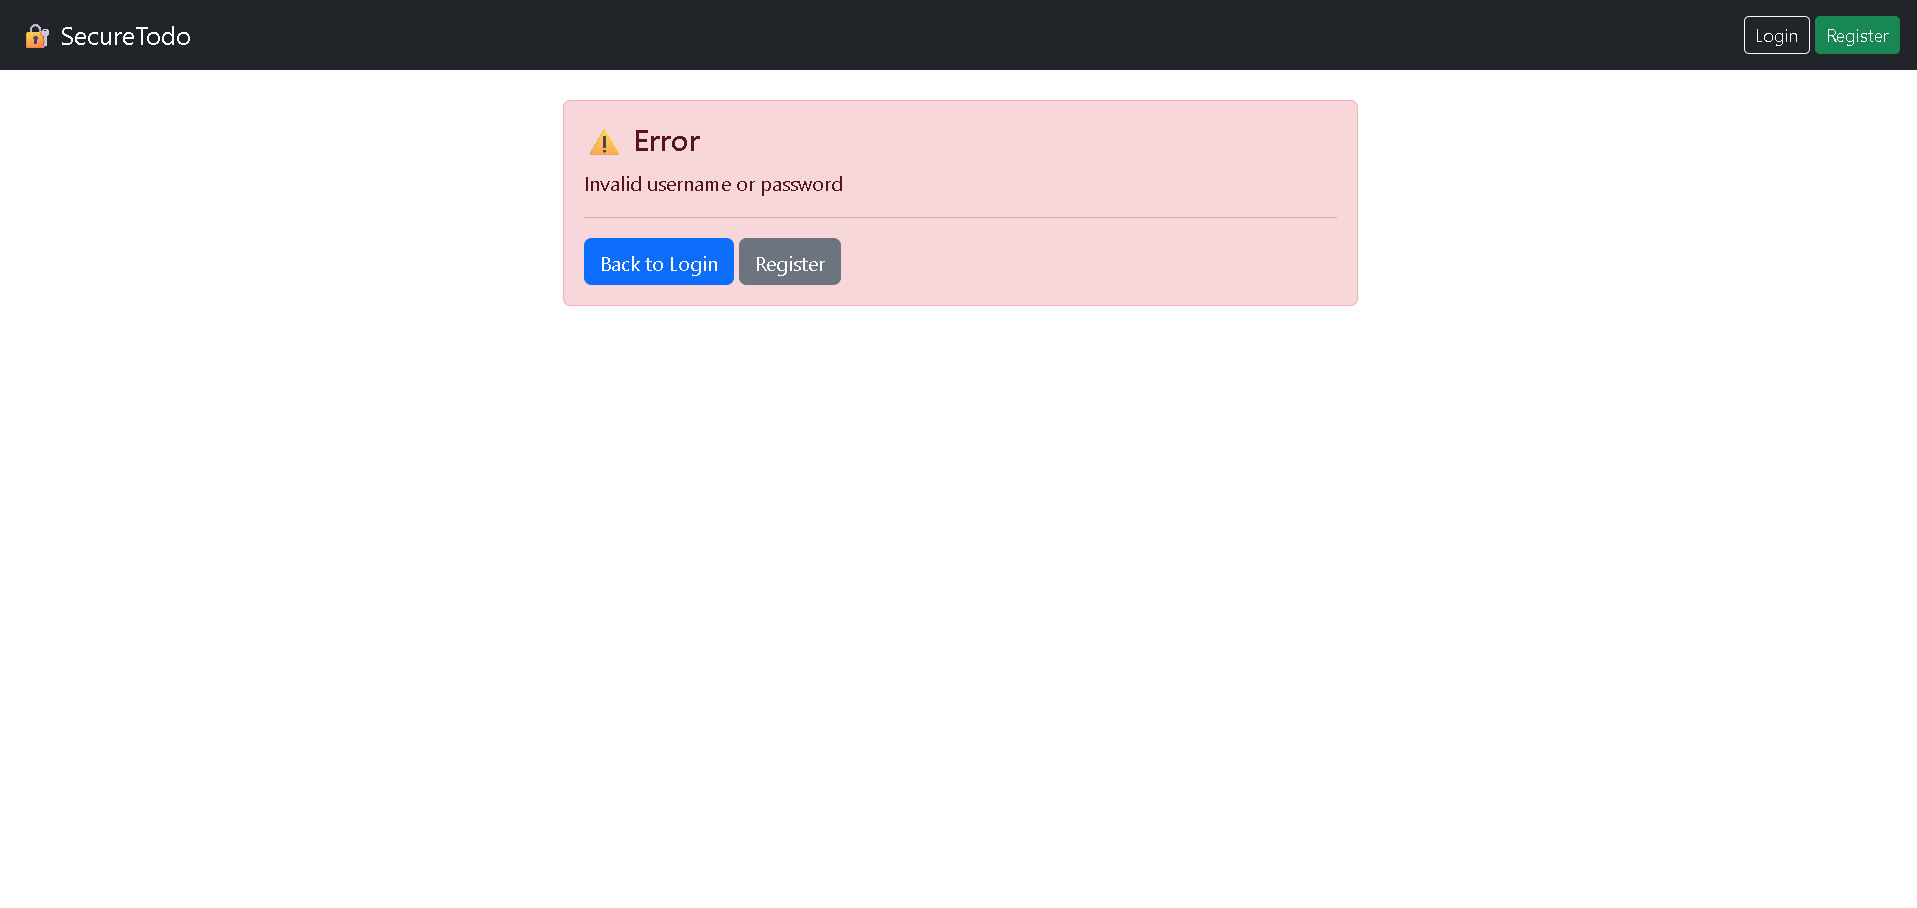 🔐 SecureTodo
Login Register
⚠️ Error
Invalid username or password
Back to Login Register